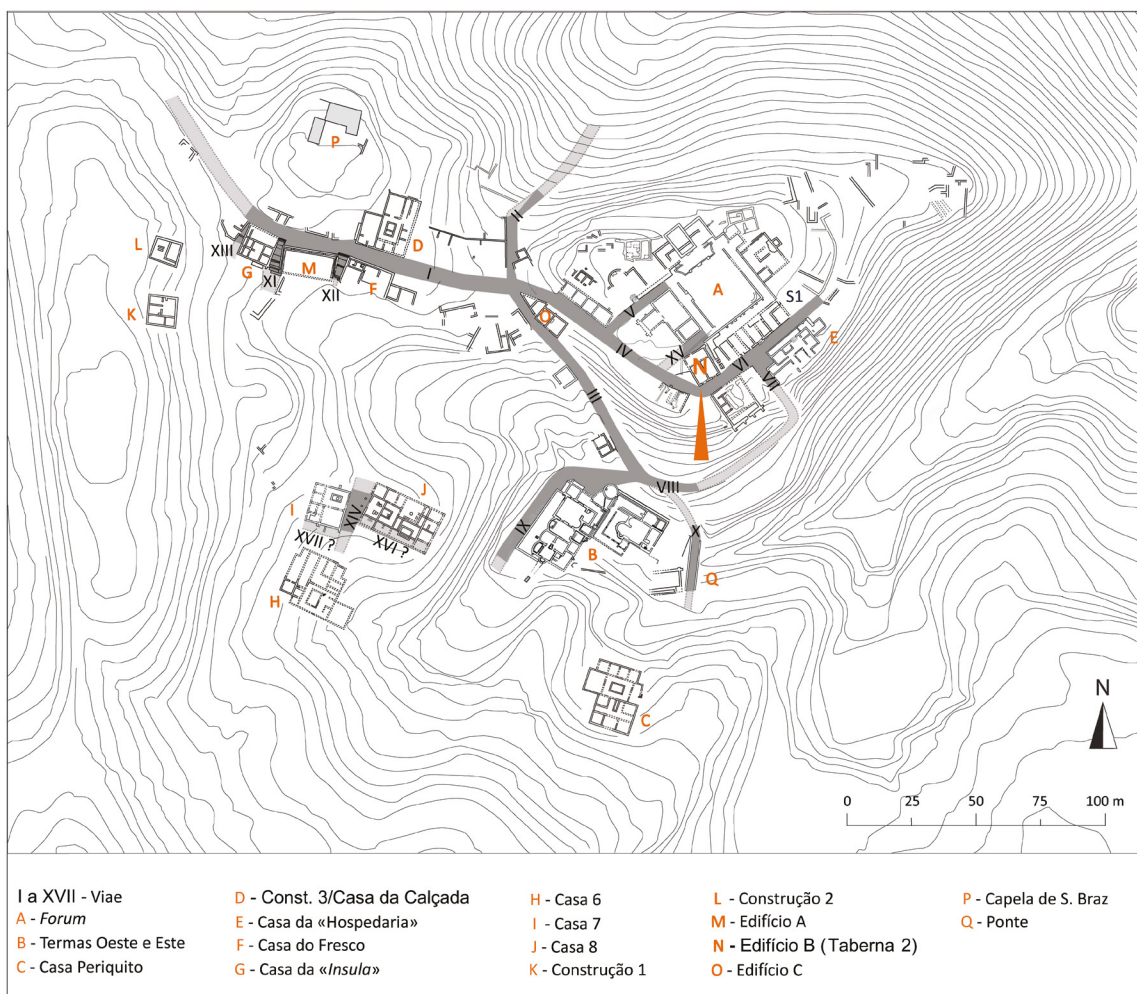 P
L
XIII
G
XI
M
XII
F
D
I
II
K
O
V
A
S1
IV
XV
N
VI
E
VII
III
J
I
XIV
XVII ?
XVI ?
H
VIII
IX
X
B
Q
C
N
0 25 50 75 100 m
I a XVII - Viae
A - Forum
B - Termas Oeste e Este
C - Casa Periquito
D - Const. 3/Casa da Calçada
E - Casa da «Hospedaria»
F - Casa do Fresco
G - Casa da «Insula»
H - Casa 6
I - Casa 7
J - Casa 8
K - Construção 1
L - Construção 2
M - Edifício A
N - Edifício B (Taberna 2)
O - Edifício C
P - Capela de S. Braz
Q - Ponte